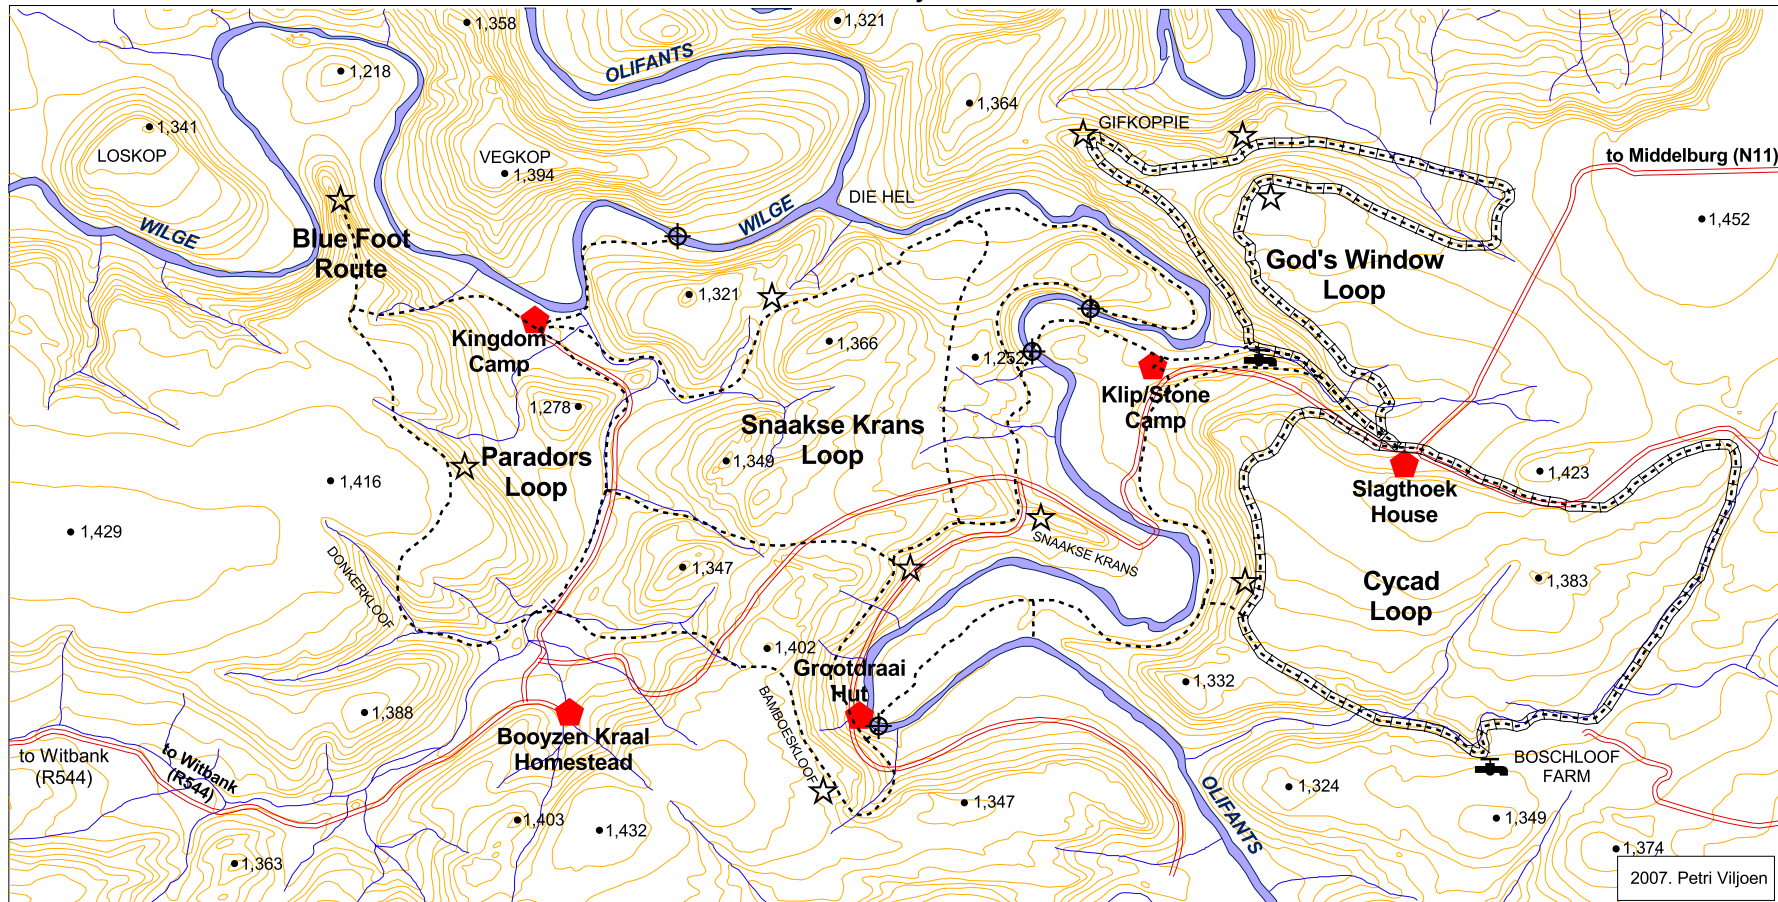 1,358
1,321
OLIFANTS
1,218
1,364
1,341
LOSKOP
GIFKOPPIE
VEGKOP
1,394
to Middelburg (N11)
DIE HEL
WILGE
WILGE
1,452
Blue Foot
Route
God's Window
Loop
1,321
Kingdom
Camp
1,366
1,252
Klip/Stone
Camp
1,278
Snaakse Krans
Loop
Paradors
Loop
1,349
1,416
1,423
Slagthoek
House
1,429
SNAAKSE KRANS
DONKERKLOOF
1,347
Cycad
Loop
1,383
1,402
Grootdraai
Hut
1,332
BAMBOESKLOOF
1,388
Booyzen Kraal
Homestead
to Witbank
(R544)
to Witbank
(R544)
BOSCHLOOF
FARM
OLIFANTS
1,324
1,347
1,403
1,432
1,349
1,363
1,374
2007. Petri Viljoen